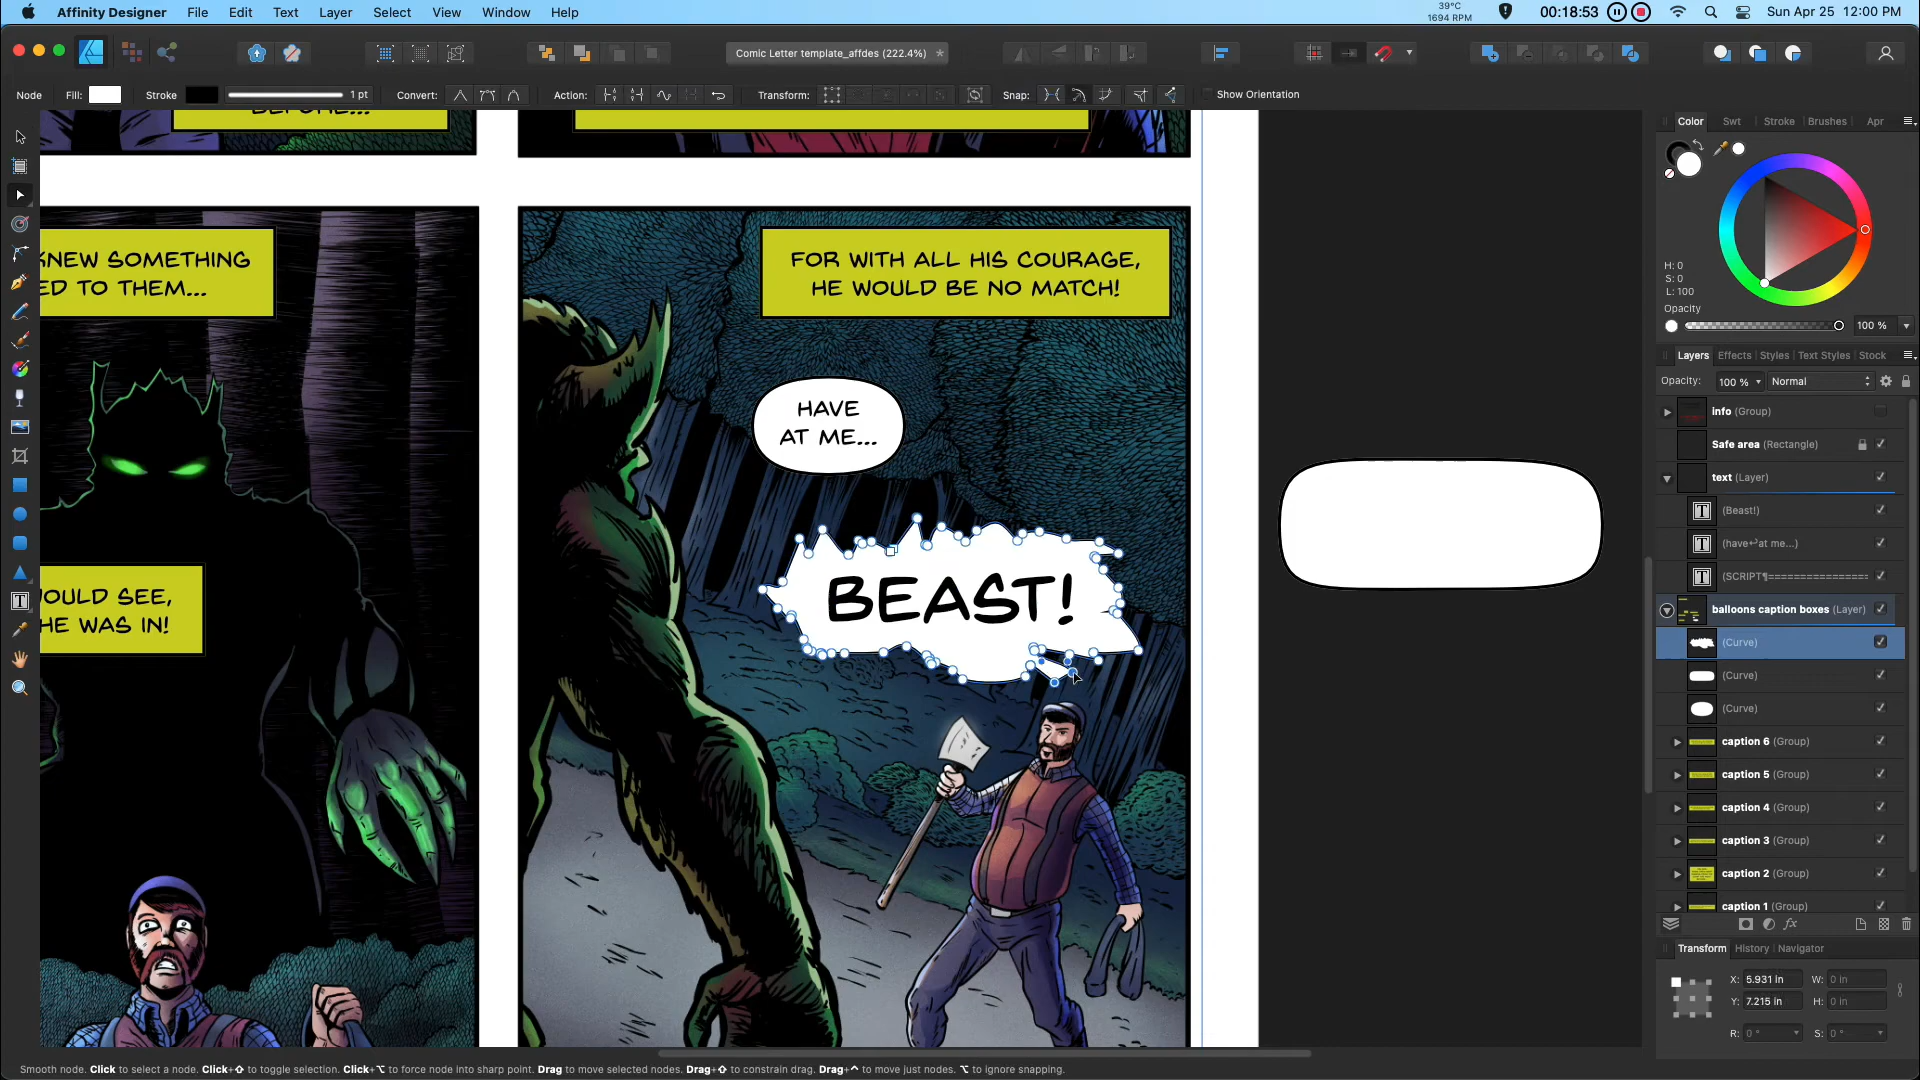 Affinity Designer File Edit Text Layer Select View Window Help
39°C
1694 RPM
00:18:53
Sun Apr 25 12:00 PM
Comic Letter template_affdes (222.4%)
Node Fill: Stroke 1 pt Convert: Action: Transform: Snap: Show Orientation
BEFORE...
KNEW SOMETHING
ED TO THEM...
OULD SEE,
HE WAS IN!
FOR WITH ALL HIS COURAGE,
HE WOULD BE NO MATCH!
HAVE
AT ME...
BEAST!
Color Swt Stroke Brushes Apr
H: 0
S: 0
L: 100
Opacity
100 %
Layers Effects Styles Text Styles Stock
Opacity: 100 % Normal
info (Group)
Safe area (Rectangle)
text (Layer)
T (Beast!)
T (have↵at me...)
T (SCRIPT¶=================
balloons caption boxes (Layer)
(Curve)
(Curve)
(Curve)
caption 6 (Group)
caption 5 (Group)
caption 4 (Group)
caption 3 (Group)
caption 2 (Group)
caption 1 (Group)
fx
Transform History Navigator
X: 5.931 in W: 0 in
Y: 7.215 in H: 0 in
R: 0 ° S: 0 °
Smooth node. Click to select a node. Click+⇧ to toggle selection. Click+⌥ to force node into sharp point. Drag to move selected nodes. Drag+⇧ to constrain drag. Drag+^ to move just nodes. ⌥ to ignore snapping.